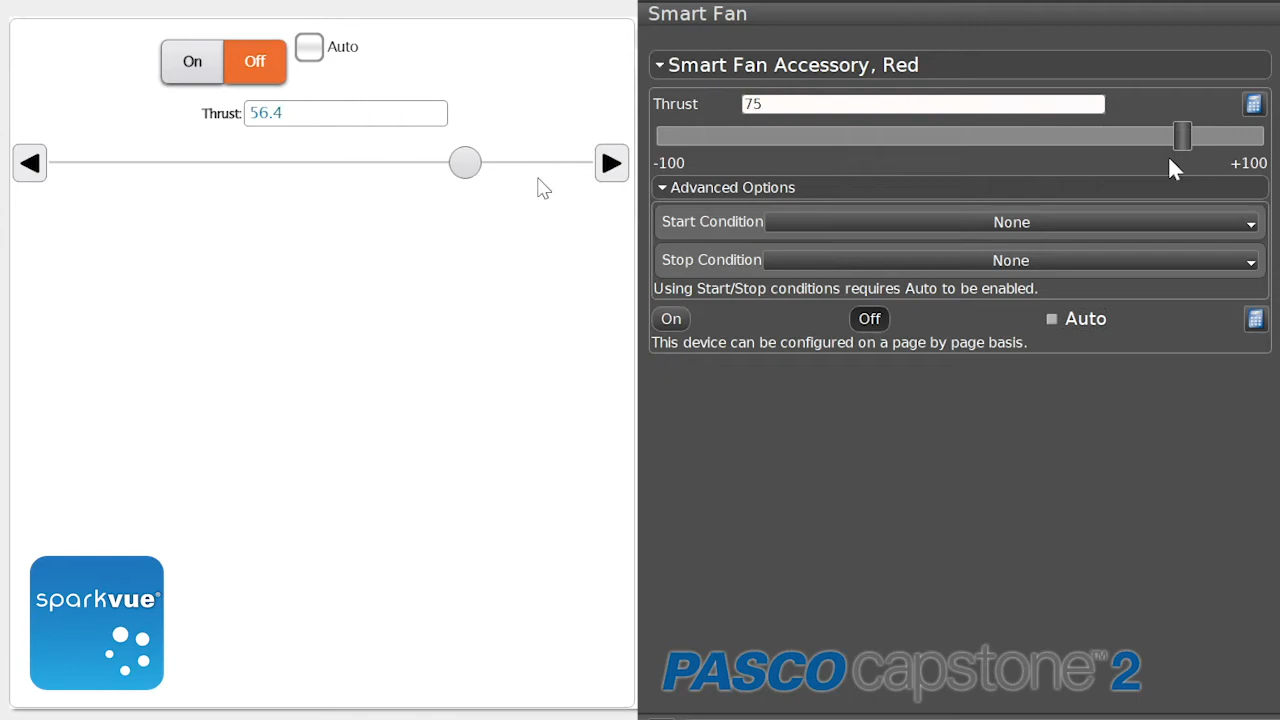 On
Off
Auto
Thrust:
56.4
sparkvue®
Smart Fan
Smart Fan Accessory, Red
Thrust
75
-100
+100
Advanced Options
Start Condition
None
Stop Condition
None
Using Start/Stop conditions requires Auto to be enabled.
On
Off
Auto
This device can be configured on a page by page basis.
PASCO capstone™ 2